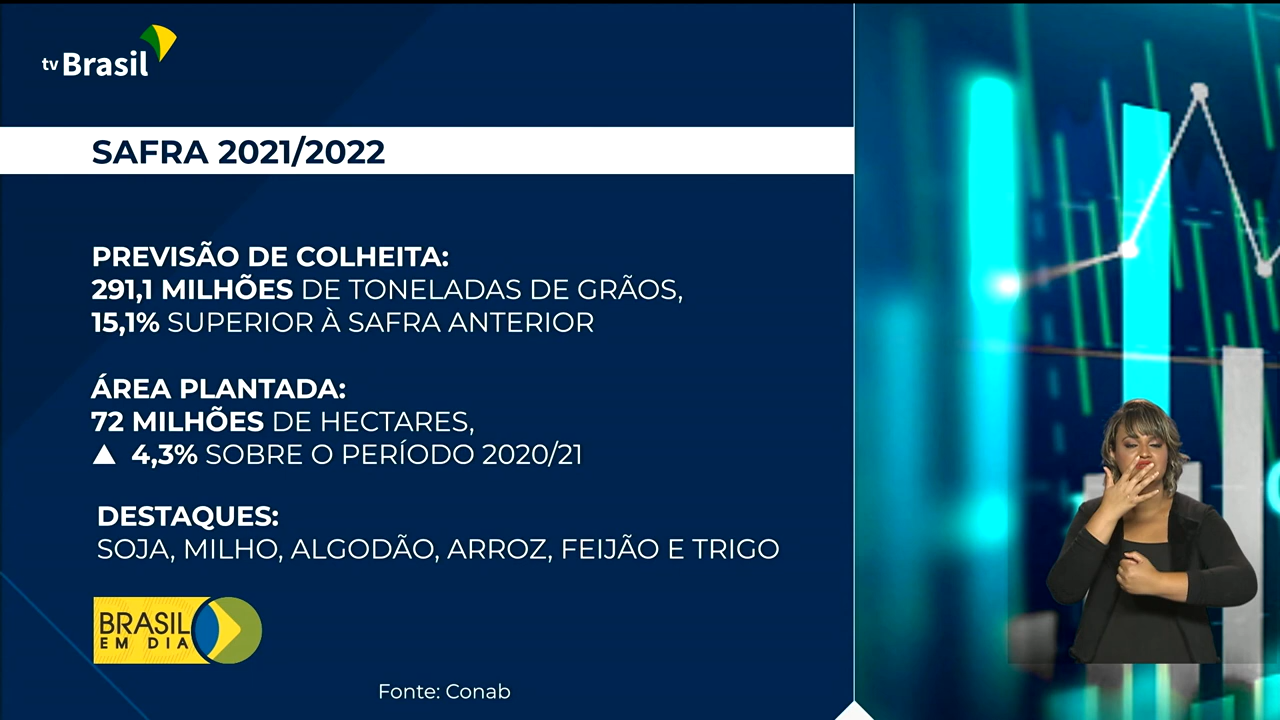 tv Brasil
SAFRA 2021/2022
PREVISÃO DE COLHEITA:
291,1 MILHÕES DE TONELADAS DE GRÃOS,
15,1% SUPERIOR À SAFRA ANTERIOR
ÁREA PLANTADA:
72 MILHÕES DE HECTARES,
▲ 4,3% SOBRE O PERÍODO 2020/21
DESTAQUES:
SOJA, MILHO, ALGODÃO, ARROZ, FEIJÃO E TRIGO
BRASIL
EM DIA
Fonte: Conab